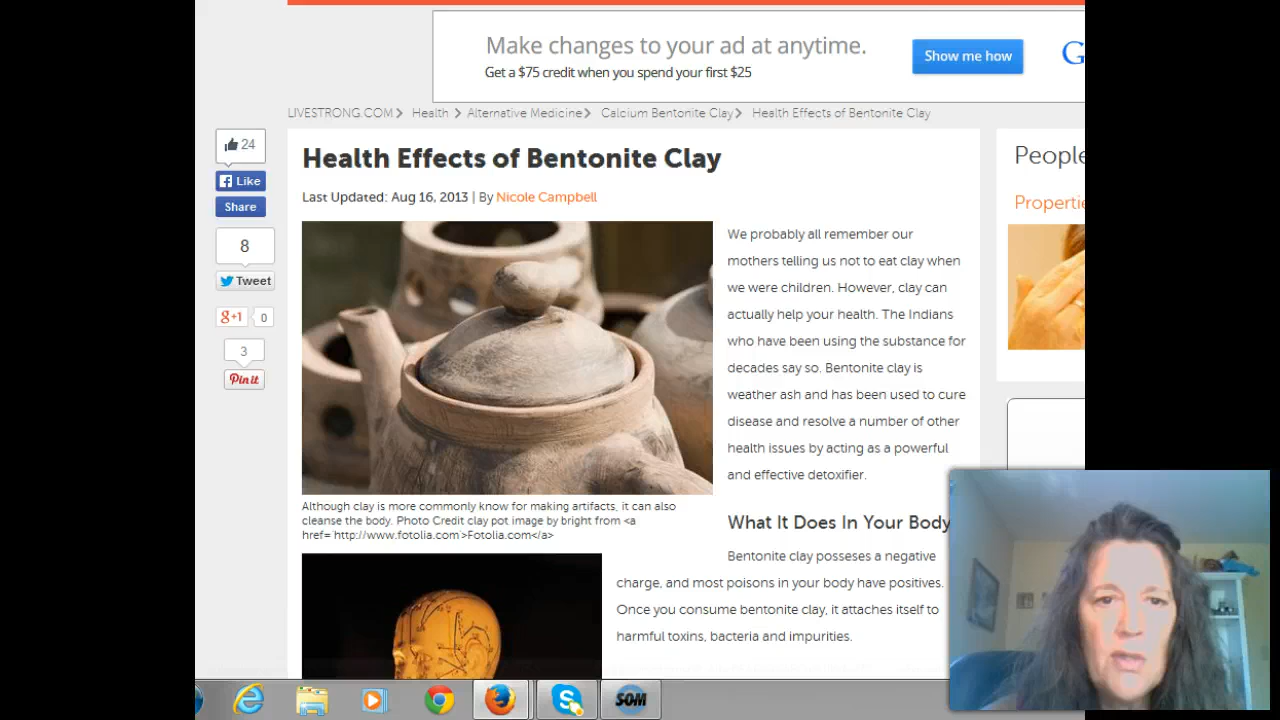 Make changes to your ad at anytime.
Get a $75 credit when you spend your first $25
Show me how
G
LIVESTRONG.COM
Health
Alternative Medicine
Calcium Bentonite Clay
Health Effects of Bentonite Clay
24
Like
Share
8
Tweet
g+1
0
3
Pin it
Health Effects of Bentonite Clay
Last Updated: Aug 16, 2013 | By Nicole Campbell
We probably all remember our
mothers telling us not to eat clay when
we were children. However, clay can
actually help your health. The Indians
who have been using the substance for
decades say so. Bentonite clay is
weather ash and has been used to cure
disease and resolve a number of other
health issues by acting as a powerful
and effective detoxifier.
Although clay is more commonly know for making artifacts, it can also
cleanse the body. Photo Credit clay pot image by bright from <a
href= http://www.fotolia.com'>Fotolia.com</a>
What It Does In Your Body
Bentonite clay posseses a negative
charge, and most poisons in your body have positives.
Once you consume bentonite clay, it attaches itself to
harmful toxins, bacteria and impurities.
People
Properti
SOM